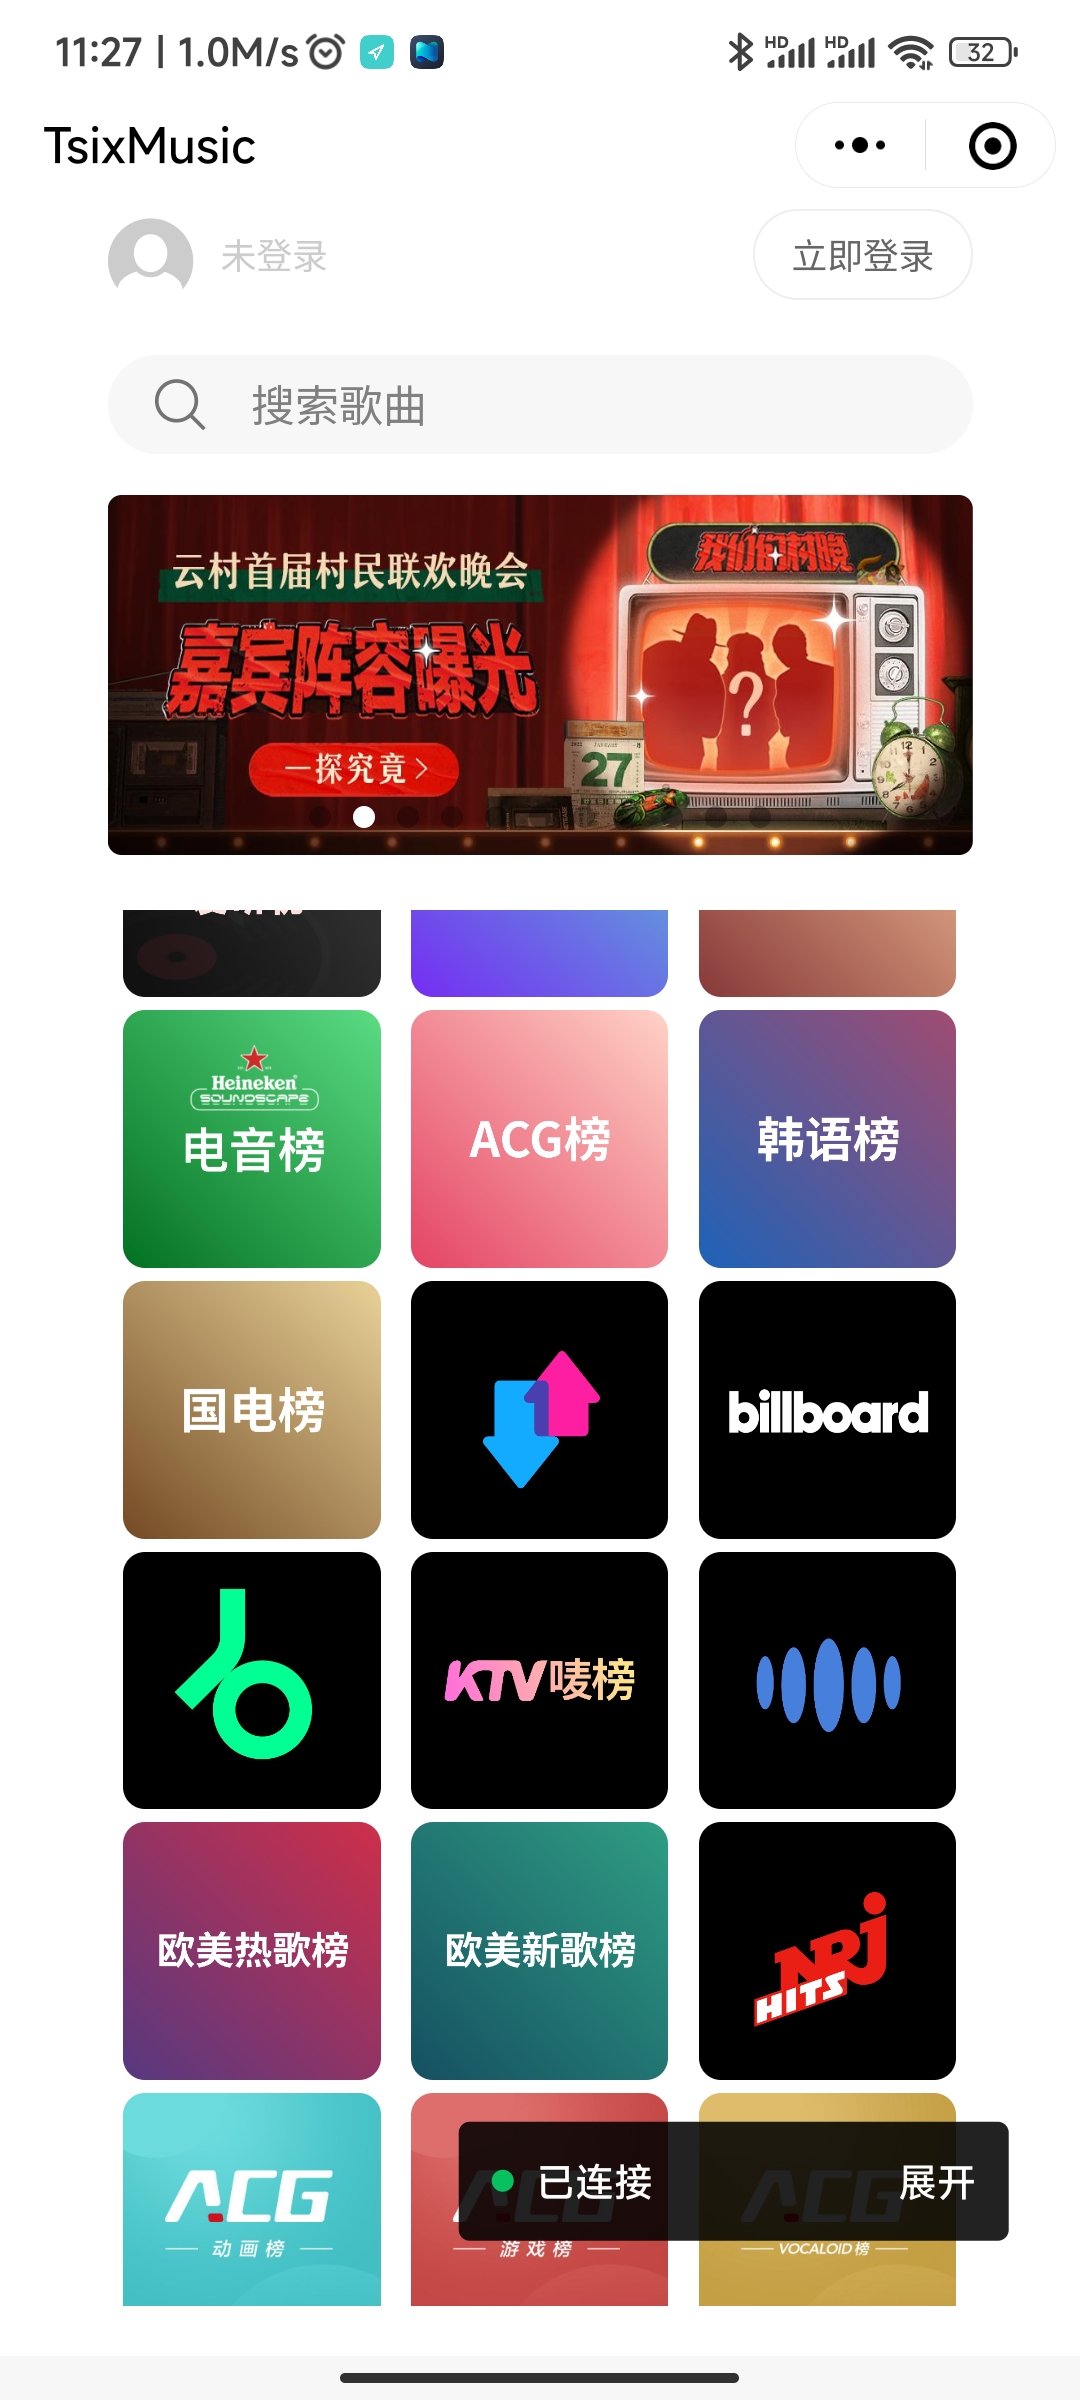 11:27 | 1.0M/s
HD HD 32
TsixMusic
未登录
立即登录
搜索歌曲
云村首届村民联欢晚会
嘉宾阵容曝光
一探究竟>
我们的村晚
?
27
Heineken
SOUNDSCAPE
电音榜
ACG榜
韩语榜
国电榜
billboard
KTV唛榜
欧美热歌榜
欧美新歌榜
NRJ
HITS
ACG
动画榜
ACG
游戏榜
ACG
VOCALOID榜
已连接
展开